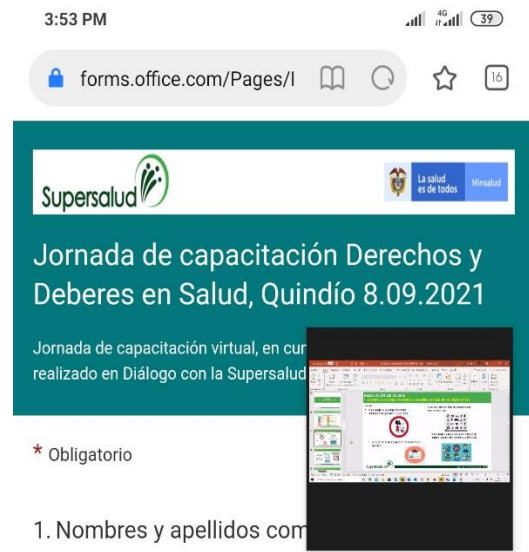 3:53 PM
4G
39
forms.office.com/Pages/I
16
Supersalud
La salud
es de todos
Minsalud
Jornada de capacitación Derechos y
Deberes en Salud, Quindío 8.09.2021
Jornada de capacitación virtual, en cur
realizado en Diálogo con la Supersalud
* Obligatorio
Supersalud
1. Nombres y apellidos com